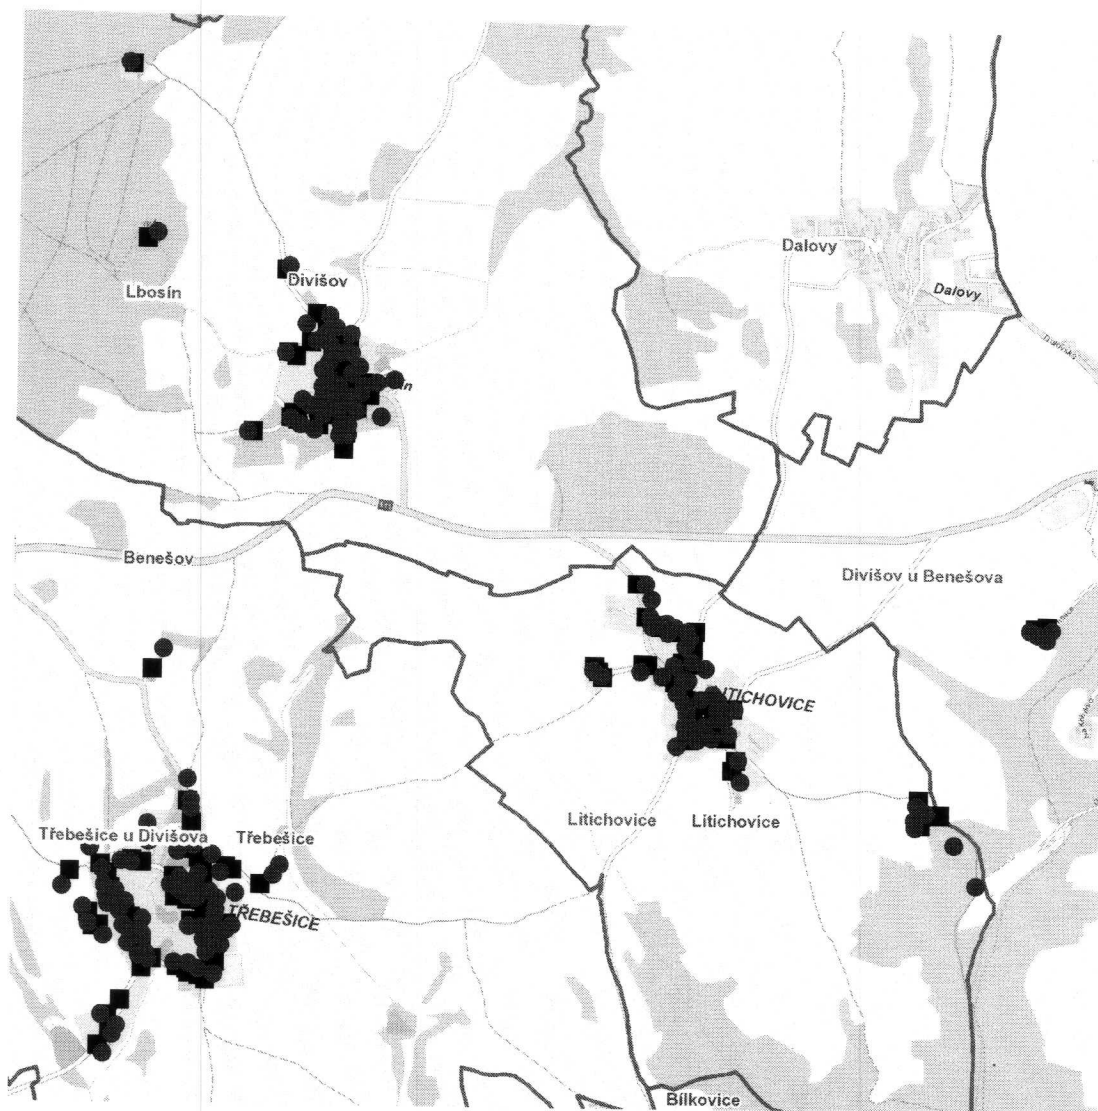 Dalovy
Divišov
Lbosín
Dalovy
Benešov
Divišov u Benešova
LITICHOVICE
Litichovice
Litichovice
Třebešice u Divišova
Třebešice
TŘEBEŠICE
Bílkovice